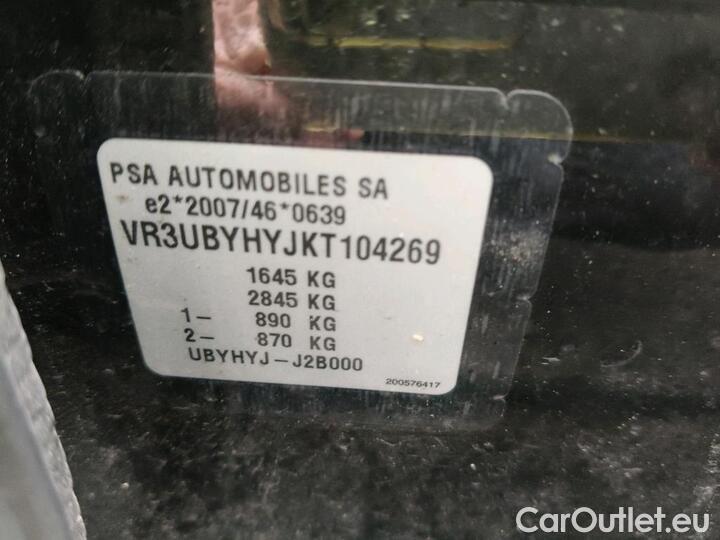 PSA AUTOMOBILES SA
e2*2007/46*0639
VR3UBYHYJKT104269
1645 KG
2845 KG
1- 890 KG
2- 870 KG
UBYHYJ-J2B000
200576417
CarOutlet.eu